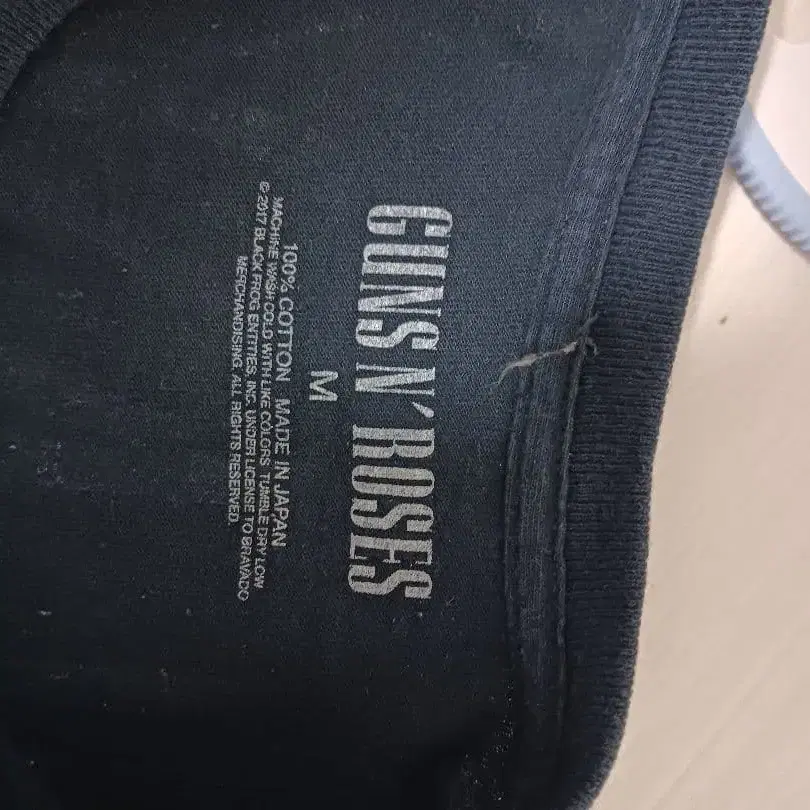 GUNS N' ROSES
M
100% COTTON MADE IN JAPAN
MACHINE WASH COLD WITH LIKE COLORS TUMBLE DRY LOW
© 2017 BLACK FROG ENTITIES, INC. UNDER LICENSE TO BRAVADO
MERCHANDISING. ALL RIGHTS RESERVED.